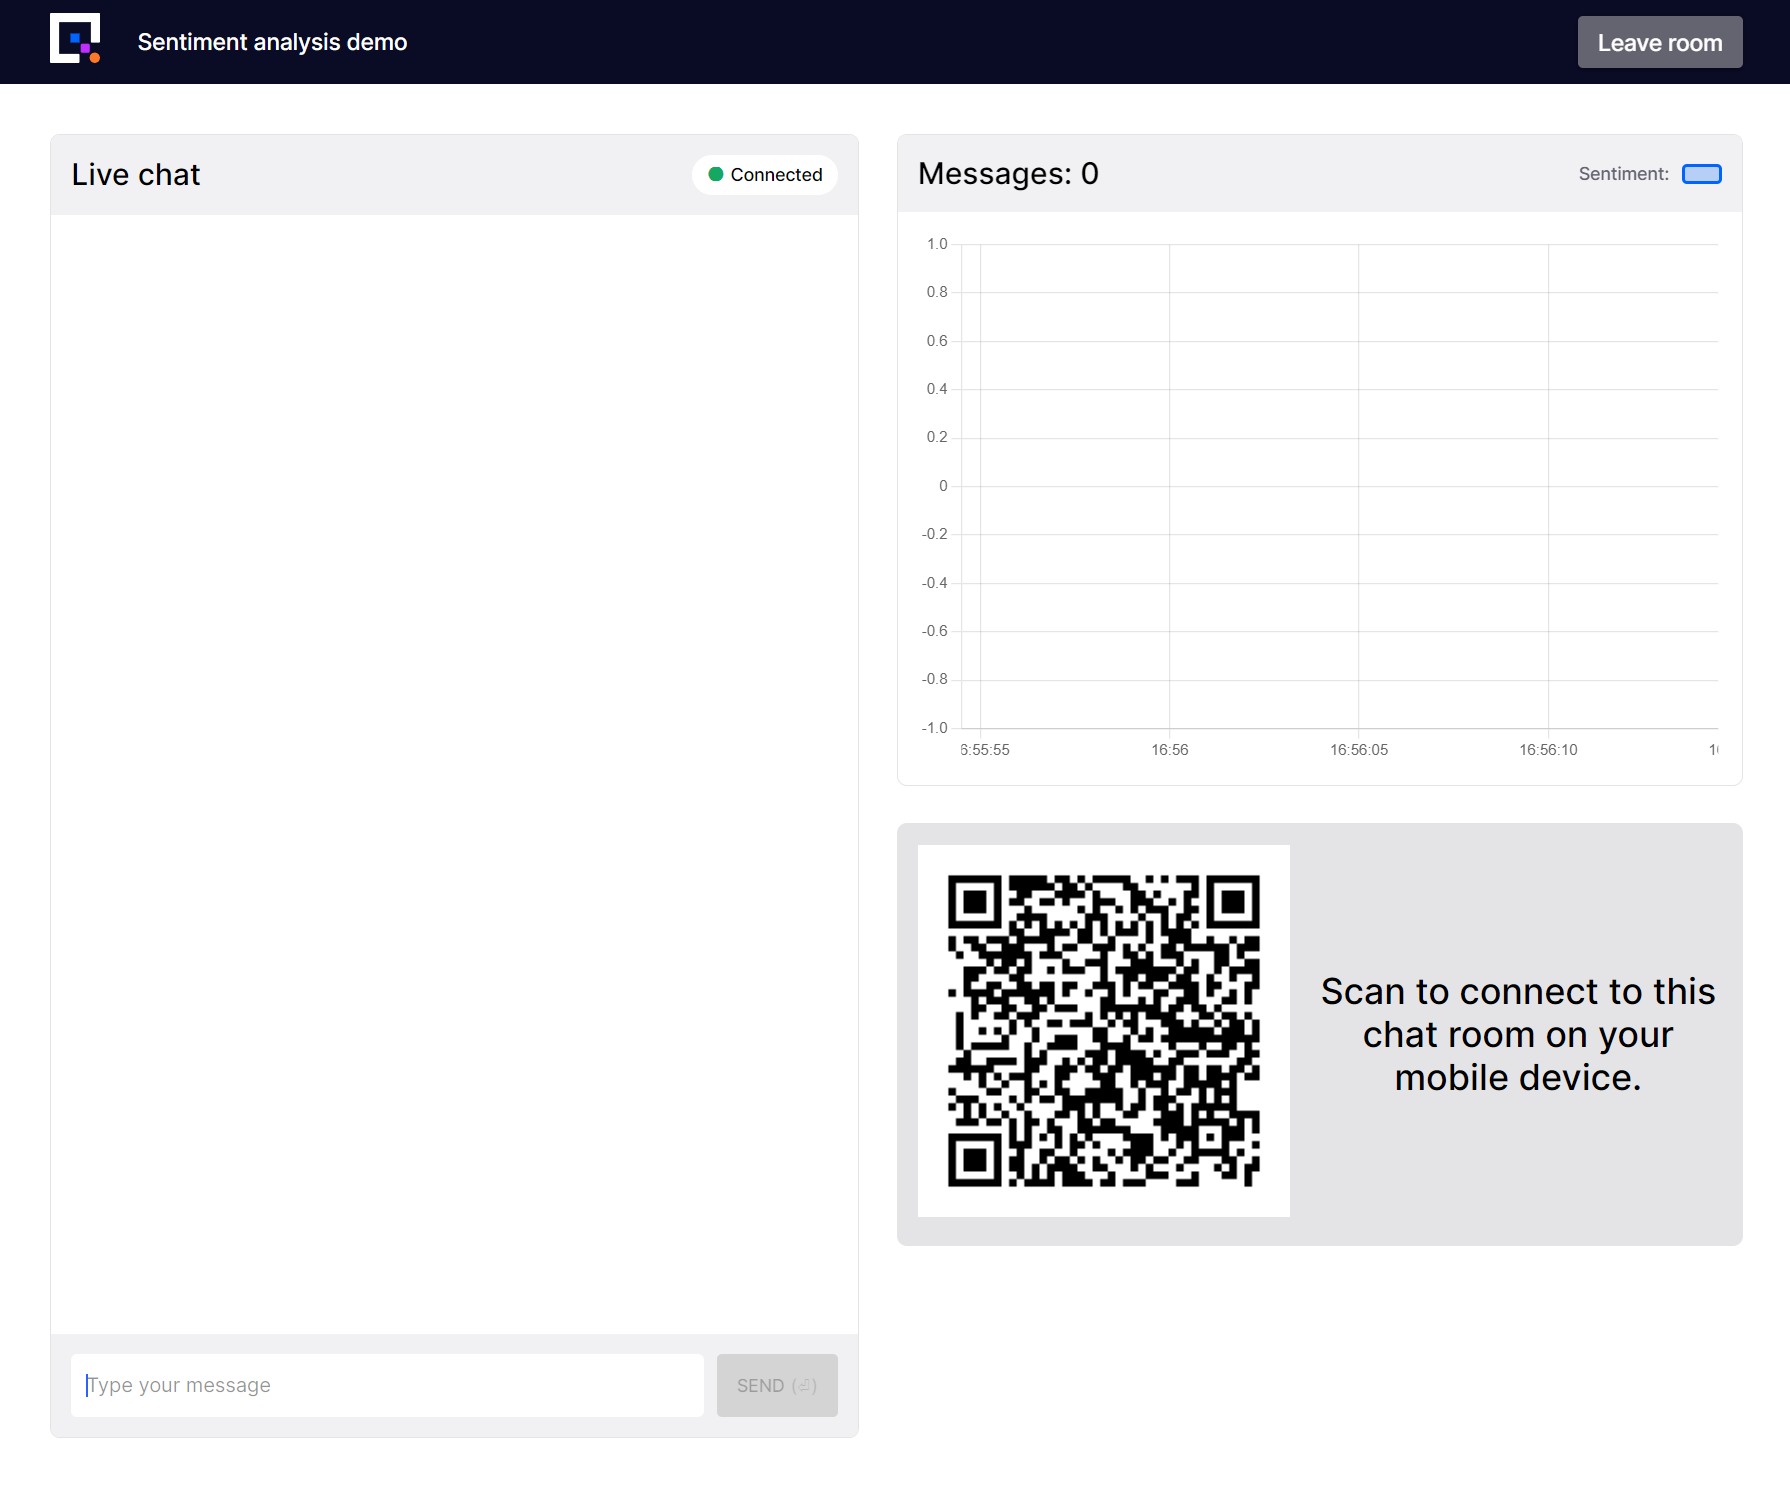 Sentiment analysis demo
Leave room
Live chat
Connected
Messages: 0
Sentiment:
1.0
0.8
0.6
0.4
0.2
0
-0.2
-0.4
-0.6
-0.8
-1.0
6:55:55 16:56 16:56:05 16:56:10
Scan to connect to this
chat room on your
mobile device.
Type your message
SEND (⏎)